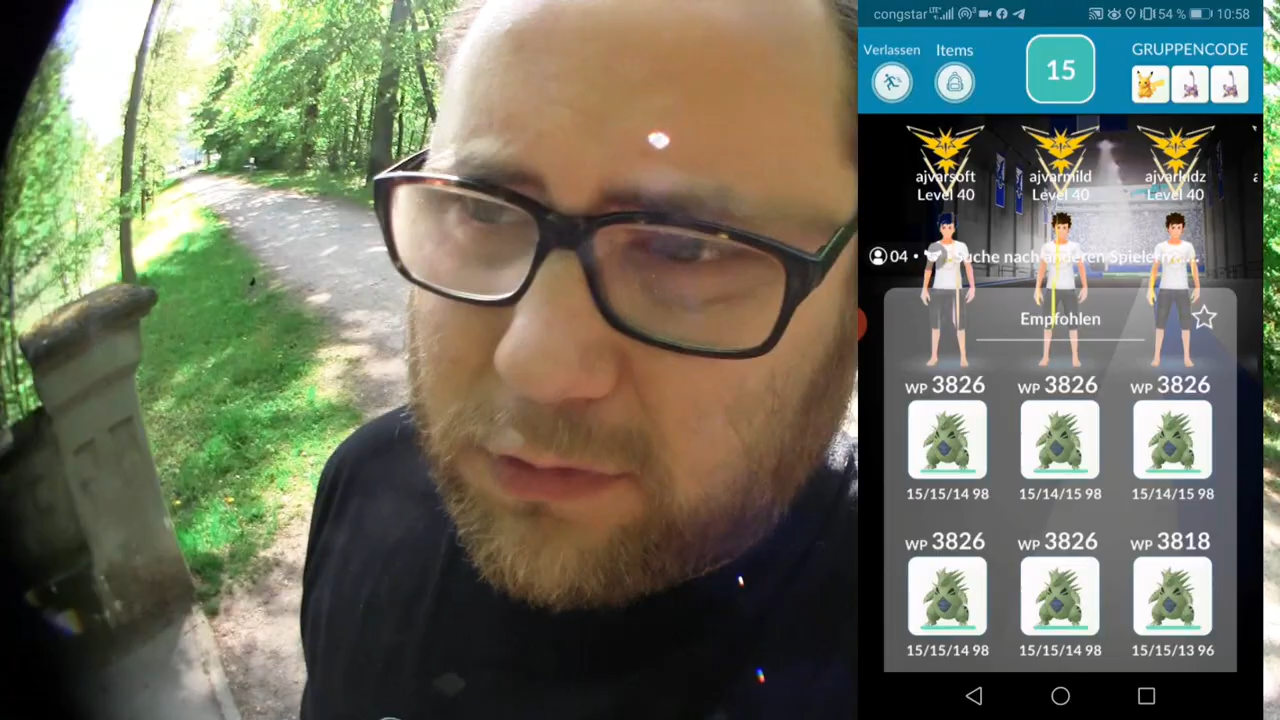 congstar LTE 3 54 % 10:58
Verlassen Items 15 GRUPPENCODE
ajvarsoft ajvarmild ajvarkidz
Level 40 Level 40 Level 40
04 • Suche nach anderen Spielern
Empfohlen
WP 3826 WP 3826 WP 3826
15/15/14 98 15/14/15 98 15/14/15 98
WP 3826 WP 3826 WP 3818
15/15/14 98 15/15/14 98 15/15/13 96